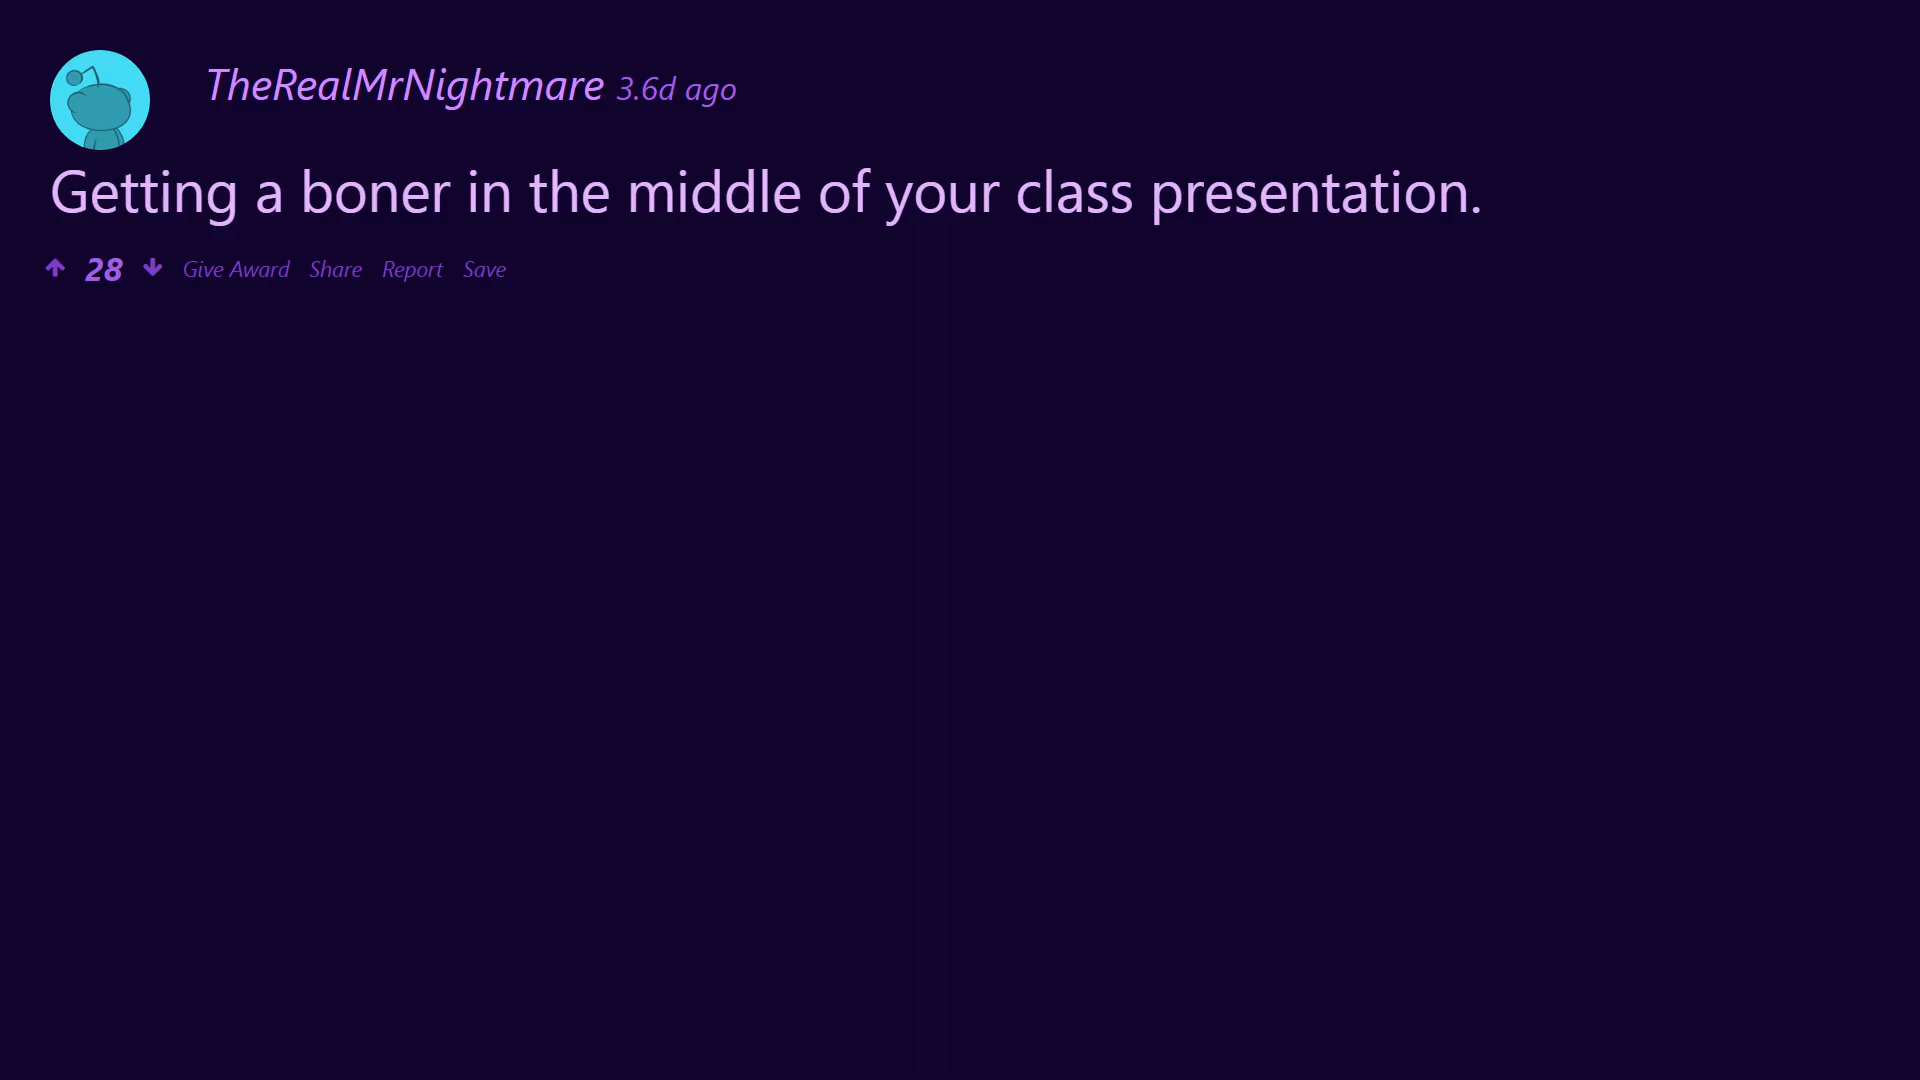 TheRealMrNightmare 3.6d ago
Getting a boner in the middle of your class presentation.
28 Give Award Share Report Save